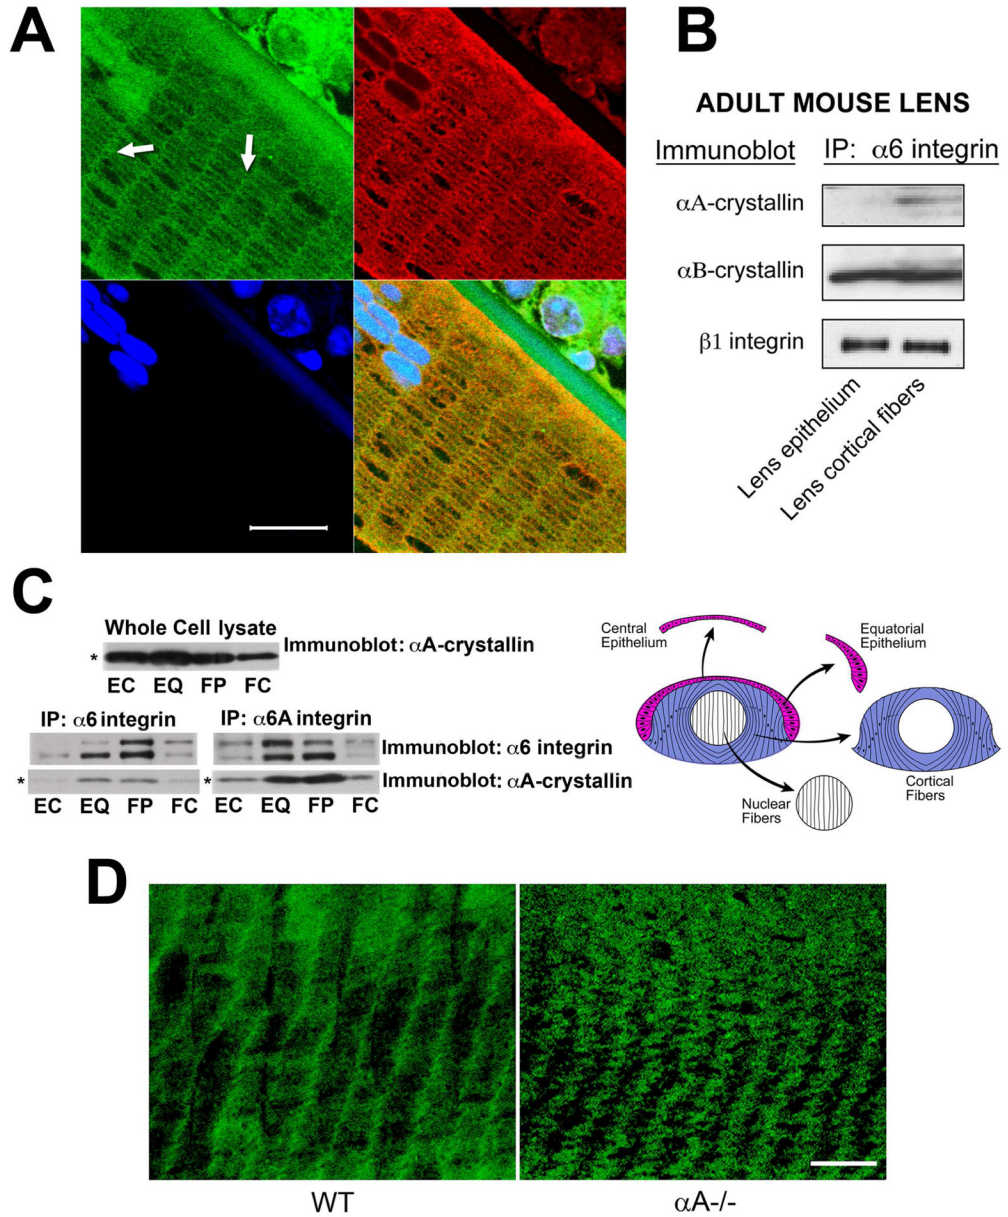 A
B
ADULT MOUSE LENS
Immunoblot IP: α6 integrin
αA-crystallin
αB-crystallin
β1 integrin
Lens epithelium
Lens cortical fibers
C
Whole Cell lysate
* Immunoblot: αA-crystallin
EC EQ FP FC
IP: α6 integrin IP: α6A integrin
Immunoblot: α6 integrin
* * Immunoblot: αA-crystallin
EC EQ FP FC EC EQ FP FC
Central
Epithelium
Equatorial
Epithelium
Cortical
Fibers
Nuclear
Fibers
D
WT αA-/-